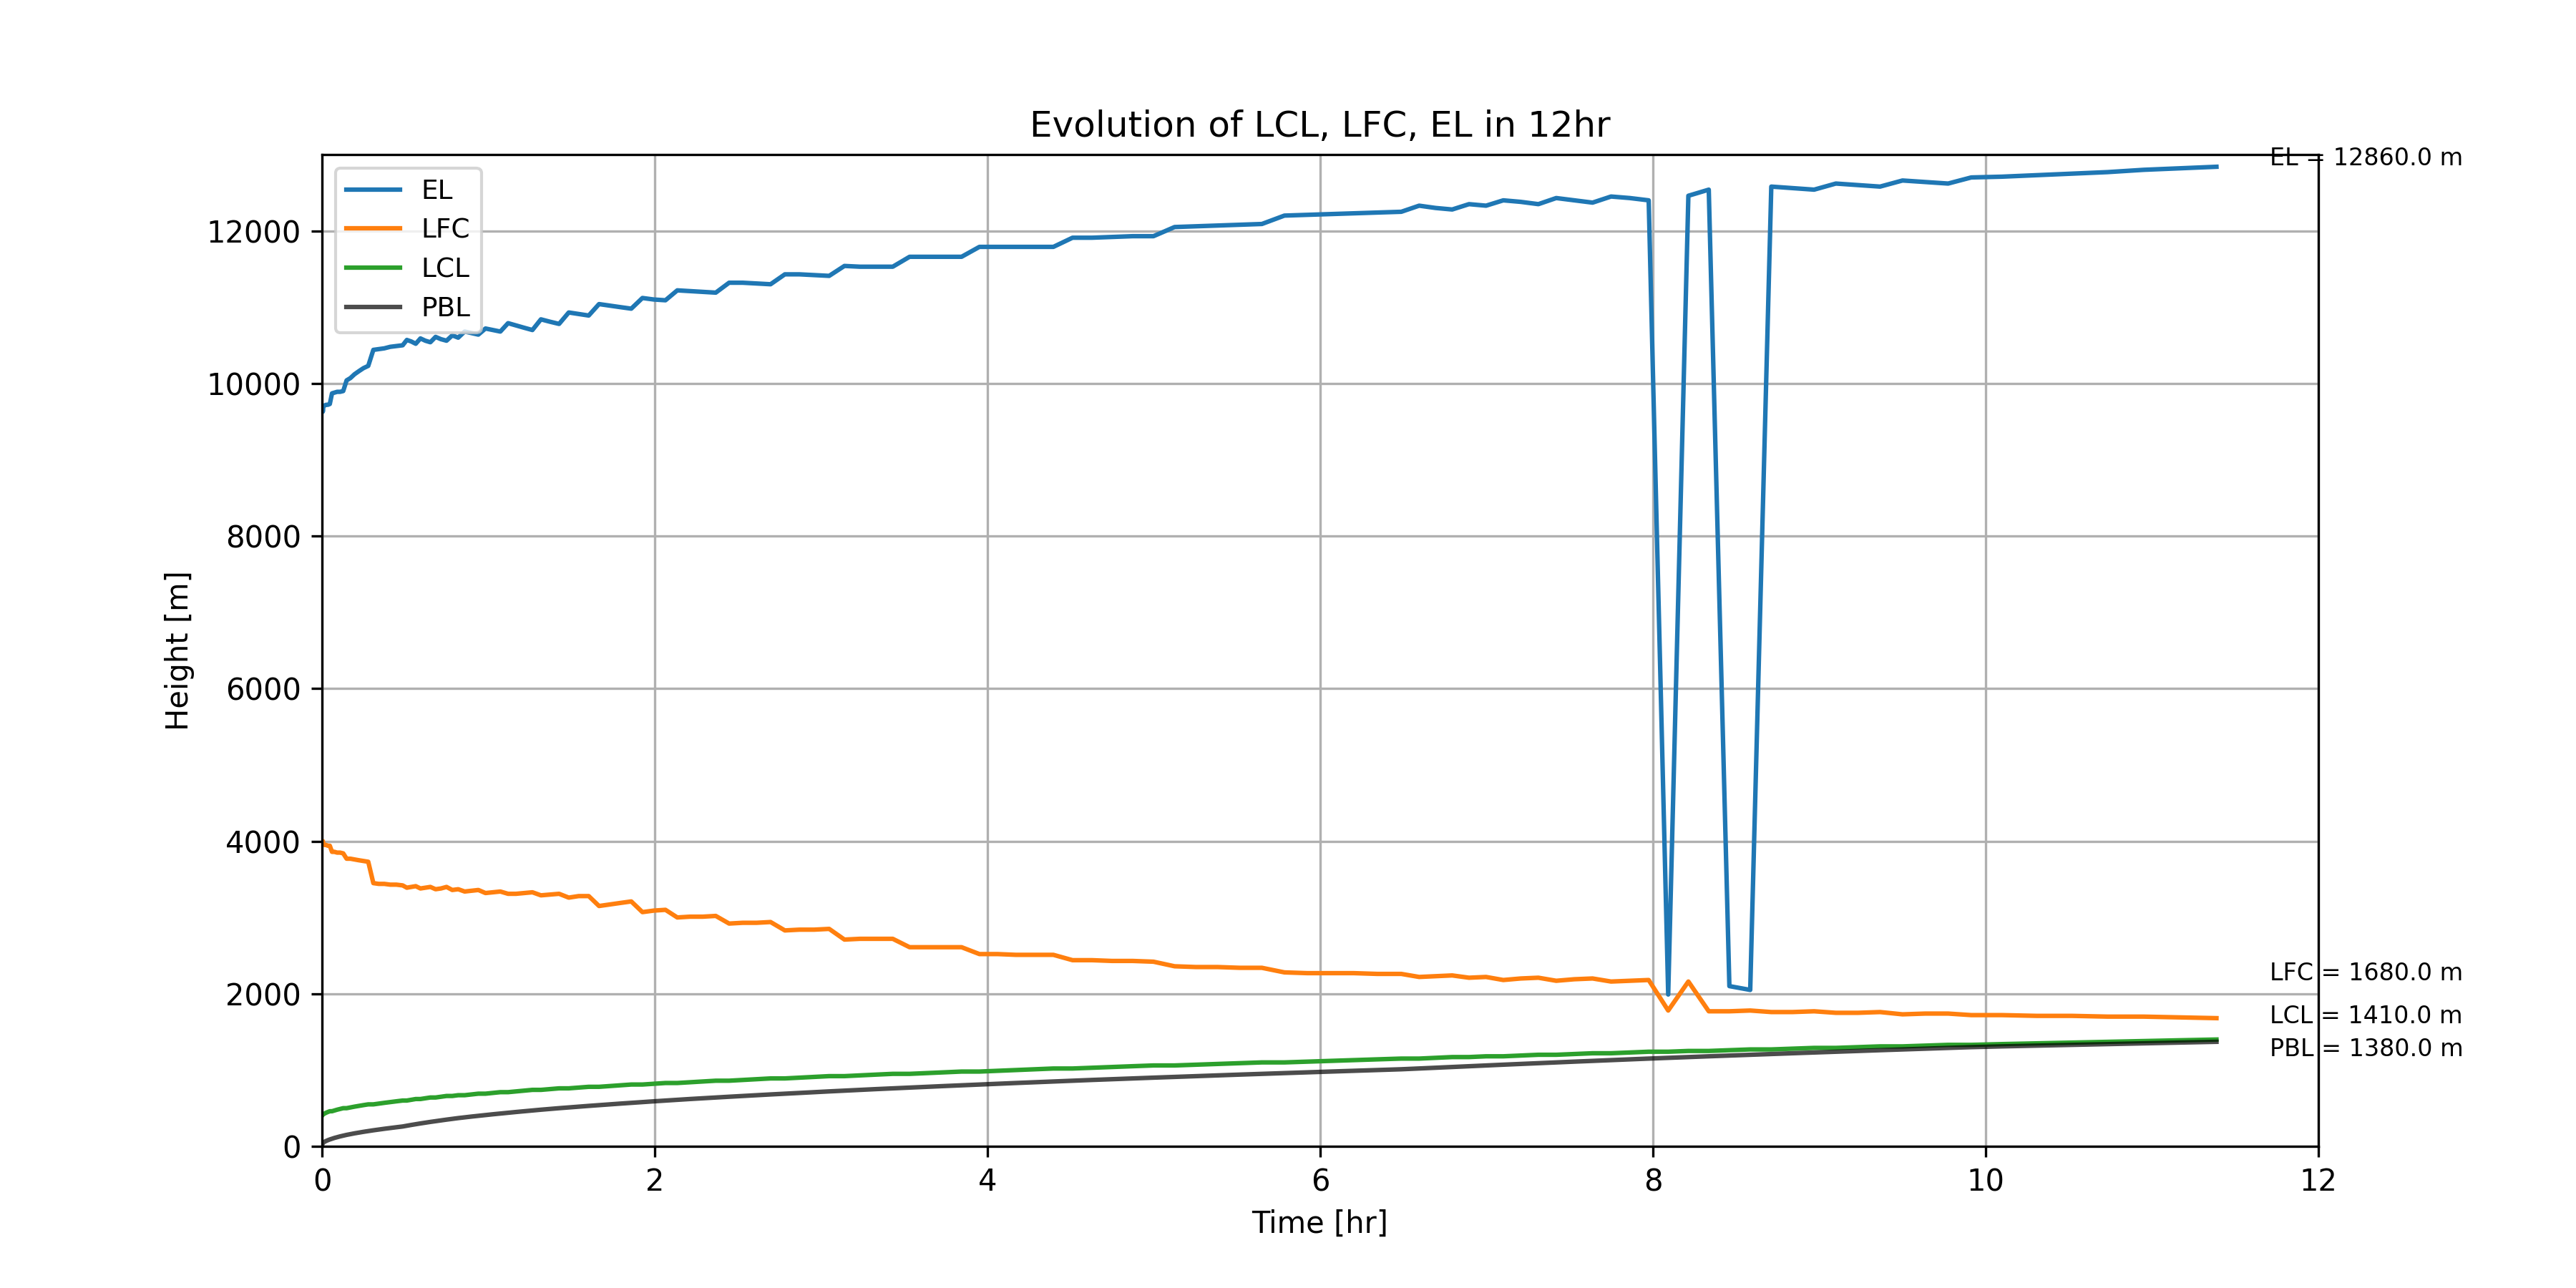 Evolution of LCL, LFC, EL in 12hr
EL = 12860.0 m
EL
LFC
LCL
PBL
12000
10000
8000
6000
4000
2000
0
Height [m]
LFC = 1680.0 m
LCL = 1410.0 m
PBL = 1380.0 m
0 2 4 6 8 10 12
Time [hr]